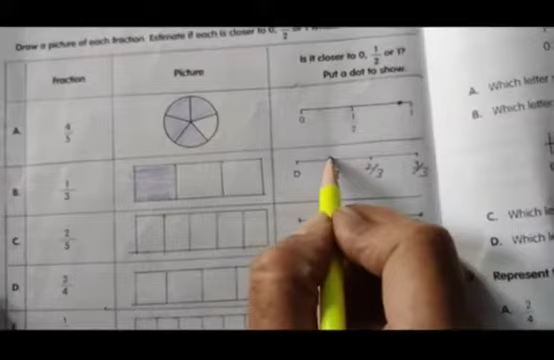 Draw a picture of each fraction. Estimate if each is closer to 0, 1/2
Fraction
Picture
Is it closer to 0, 1/2 or 1?
Put a dot to show.
A. 4/5
0 1/2 1
B. 1/3
0 2/3 3/3
C. 2/5
D. 3/4
A. Which letter
B. Which letter
C. Which le
D. Which le
Represent
A. 2/4